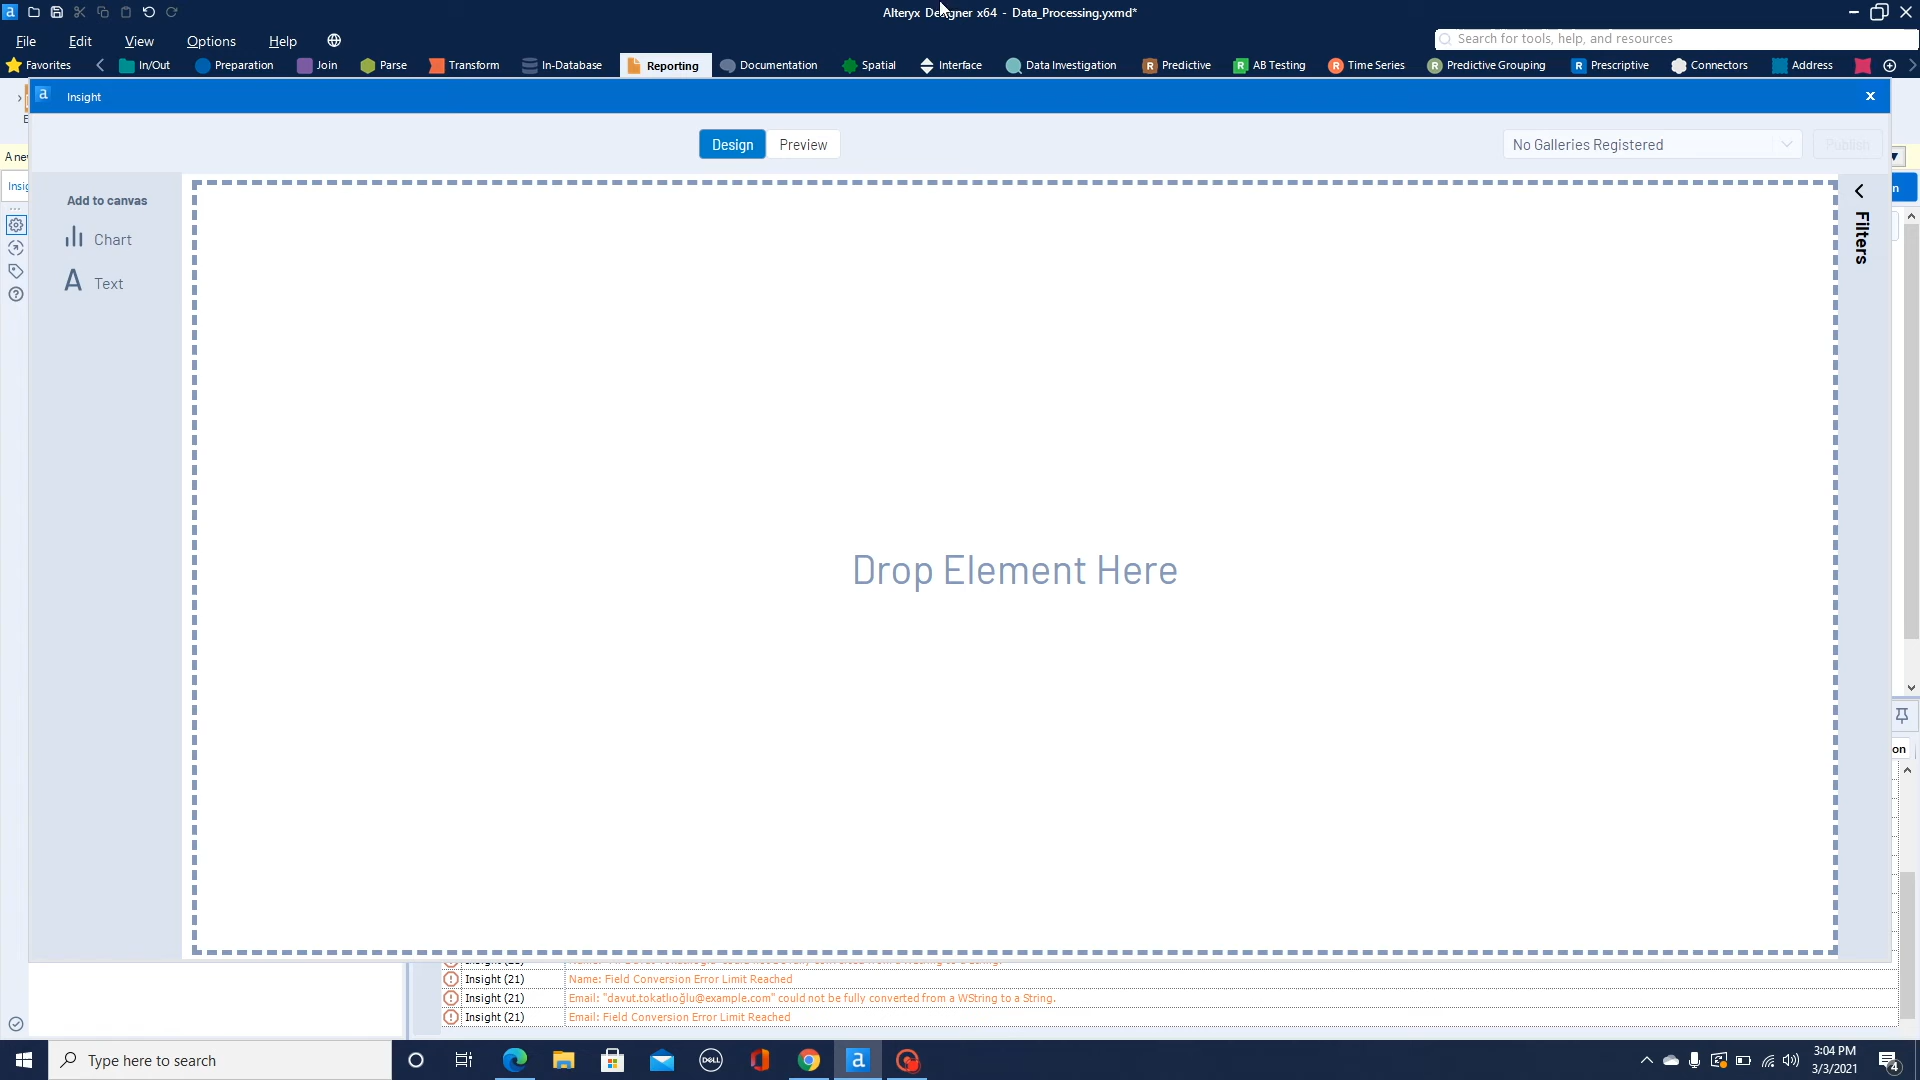 Alteryx Designer x64 - Data_Processing.yxmd*
File Edit View Options Help
Search for tools, help, and resources
Favorites In/Out Preparation Join Parse Transform In-Database Reporting Documentation Spatial Interface Data Investigation Predictive AB Testing Time Series Predictive Grouping Prescriptive Connectors Address
a Insight
Design Preview
No Galleries Registered
Publish
Add to canvas
Chart
Text
Filters
Drop Element Here
Insight (21) Name: Field Conversion Error Limit Reached
Insight (21) Email: "davut.tokatlıoğlu@example.com" could not be fully converted from a WString to a String.
Insight (21) Email: Field Conversion Error Limit Reached
Type here to search
DELL
3:04 PM
3/3/2021
4